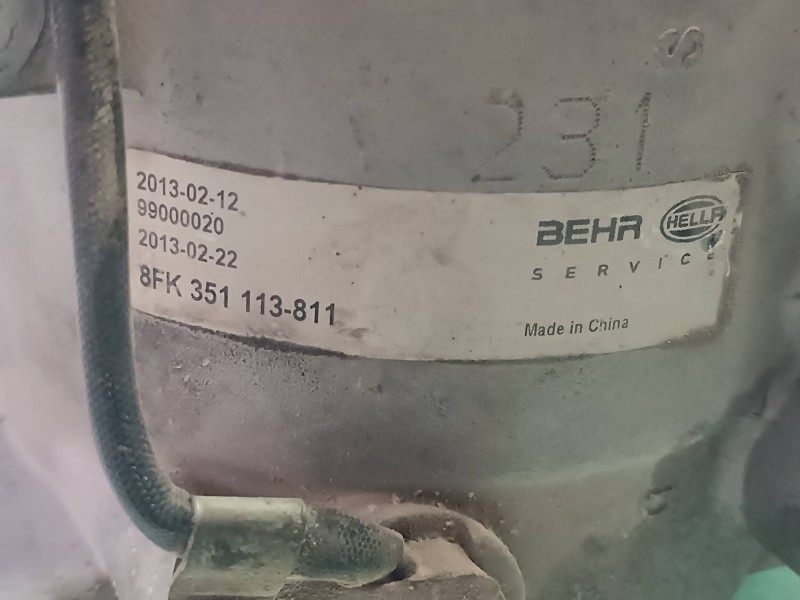 S
231
2013-02-12
99000020
2013-02-22
8FK 351 113-811
BEHR HELLA
SERVICE
Made in China